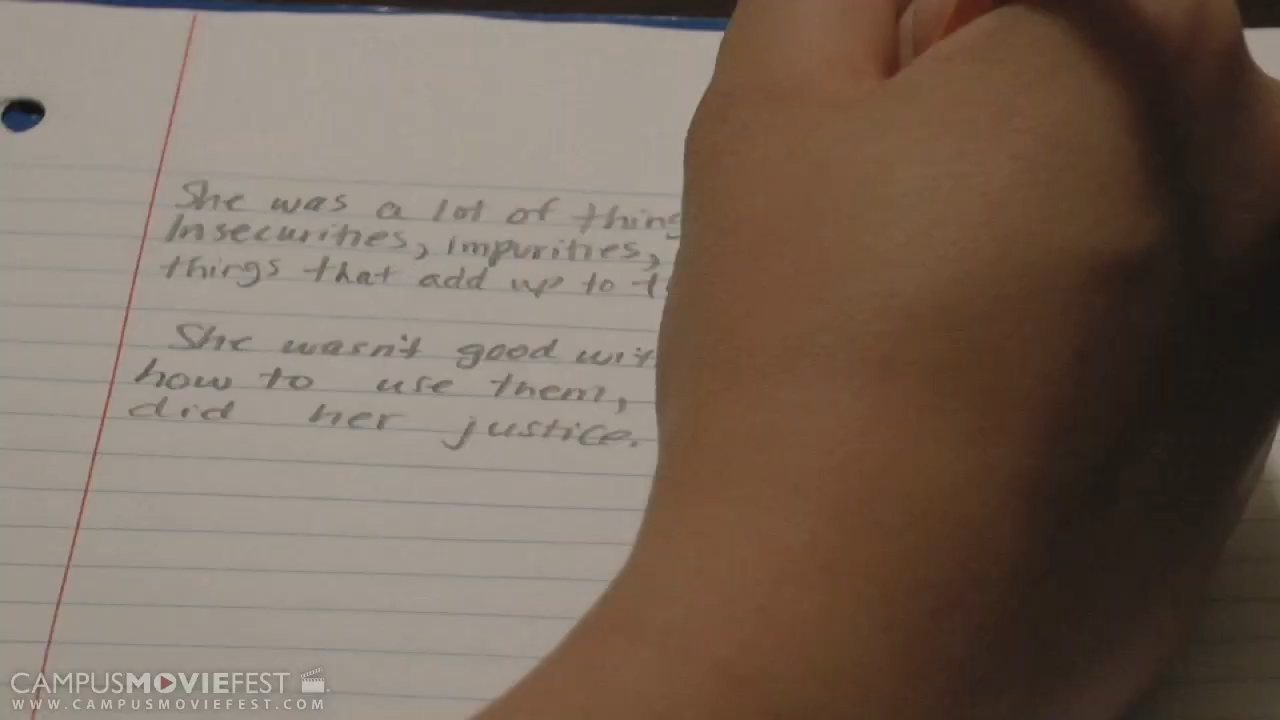 She was a lot of thing
Insecurities, impurities,
things that add up to t
She wasn't good wit
how to use them,
did her justice.
CAMPUSMOVIEFEST
WWW.CAMPUSMOVIEFEST.COM